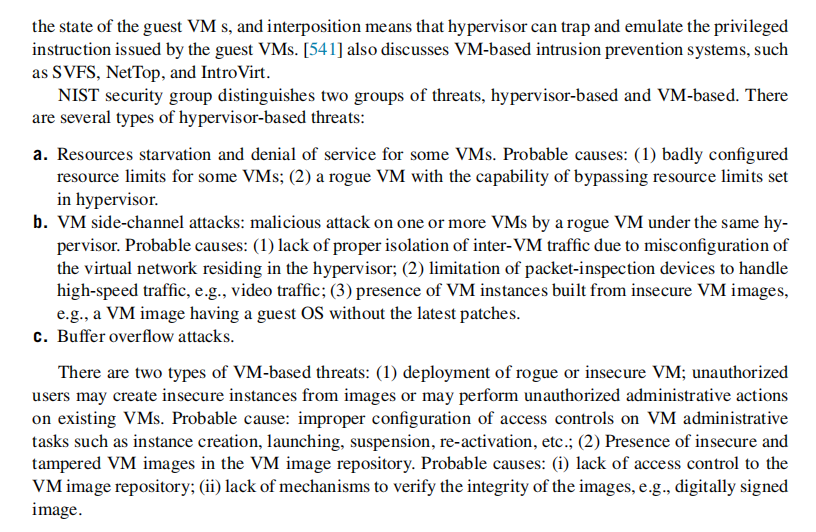 the state of the guest VM s, and interposition means that hypervisor can trap and emulate the privileged
instruction issued by the guest VMs. [541] also discusses VM-based intrusion prevention systems, such
as SVFS, NetTop, and IntroVirt.
NIST security group distinguishes two groups of threats, hypervisor-based and VM-based. There
are several types of hypervisor-based threats:
a. Resources starvation and denial of service for some VMs. Probable causes: (1) badly configured
resource limits for some VMs; (2) a rogue VM with the capability of bypassing resource limits set
in hypervisor.
b. VM side-channel attacks: malicious attack on one or more VMs by a rogue VM under the same hy-
pervisor. Probable causes: (1) lack of proper isolation of inter-VM traffic due to misconfiguration of
the virtual network residing in the hypervisor; (2) limitation of packet-inspection devices to handle
high-speed traffic, e.g., video traffic; (3) presence of VM instances built from insecure VM images,
e.g., a VM image having a guest OS without the latest patches.
c. Buffer overflow attacks.
There are two types of VM-based threats: (1) deployment of rogue or insecure VM; unauthorized
users may create insecure instances from images or may perform unauthorized administrative actions
on existing VMs. Probable cause: improper configuration of access controls on VM administrative
tasks such as instance creation, launching, suspension, re-activation, etc.; (2) Presence of insecure and
tampered VM images in the VM image repository. Probable causes: (i) lack of access control to the
VM image repository; (ii) lack of mechanisms to verify the integrity of the images, e.g., digitally signed
image.